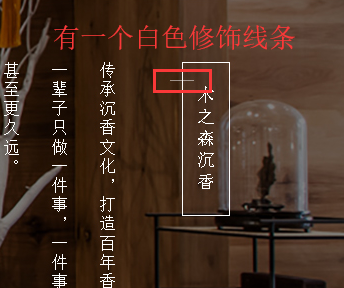 有一个白色修饰线条
木之森沉香
传承沉香文化，打造百年香
一辈子只做一件事，一件事
甚至更久远。